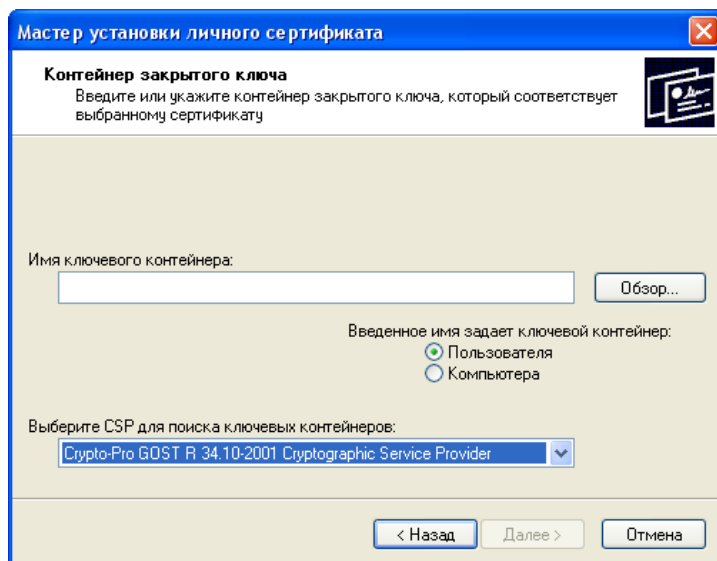 Мастер установки личного сертификата
Контейнер закрытого ключа
Введите или укажите контейнер закрытого ключа, который соответствует
выбранному сертификату
Имя ключевого контейнера:
Обзор...
Введенное имя задает ключевой контейнер:
Пользователя
Компьютера
Выберите CSP для поиска ключевых контейнеров:
Crypto-Pro GOST R 34.10-2001 Cryptographic Service Provider
< Назад
Далее >
Отмена